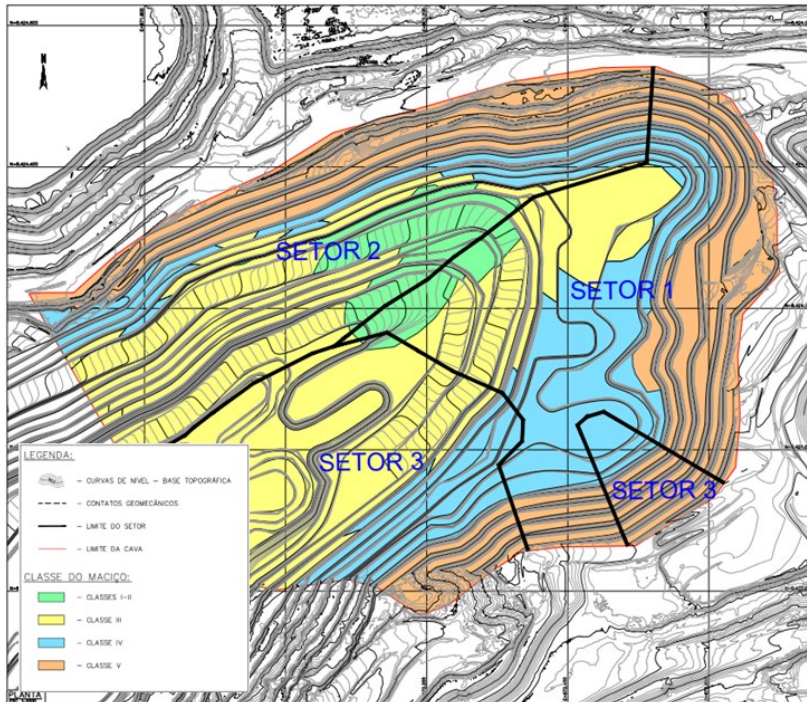 SETOR 2
SETOR 1
SETOR 3
SETOR 3
LEGENDA:
- CURVAS DE NÍVEL - BASE TOPOGRÁFICA
- CONTATOS GEOMECÂNICOS
- LIMITE DO SETOR
- LIMITE DA CAVA
CLASSE DO MACIÇO:
- CLASSES I-II
- CLASSE III
- CLASSE IV
- CLASSE V
PLANTA